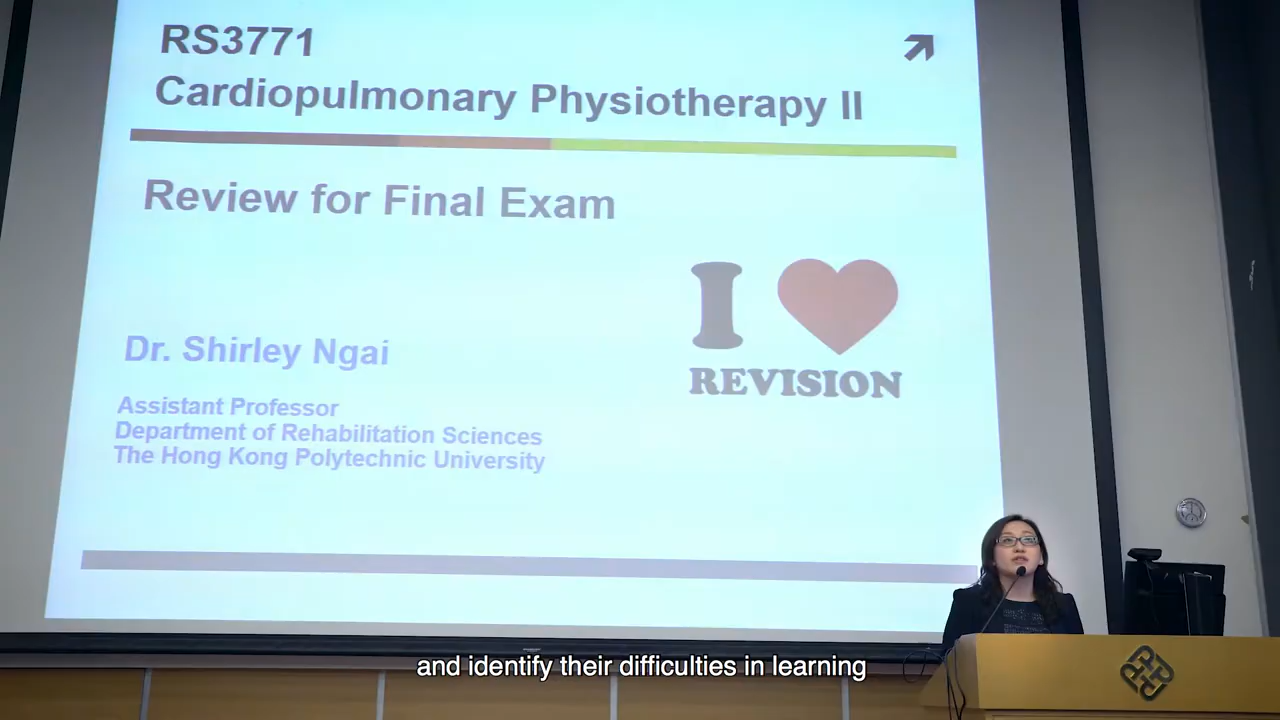 RS3771
Cardiopulmonary Physiotherapy II
Review for Final Exam
I
REVISION
Dr. Shirley Ngai
Assistant Professor
Department of Rehabilitation Sciences
The Hong Kong Polytechnic University
and identify their difficulties in learning